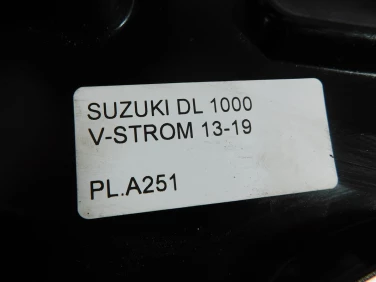 SUZUKI DL 1000
V-STROM 13-19
PL.A251